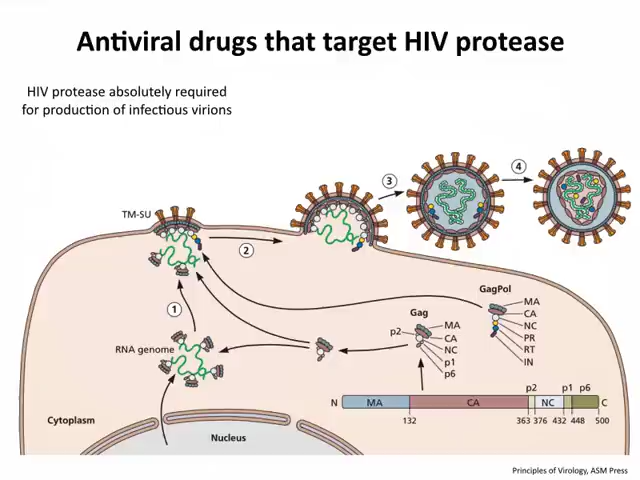 Antiviral drugs that target HIV protease
HIV protease absolutely required
for production of infectious virions
3
4
TM-SU
2
1
GagPol
MA
CA
NC
PR
RT
IN
Gag
p2
MA
CA
NC
p1
p6
RNA genome
p2
p1 p6
N MA CA NC C
132 363 376 432 448 500
Cytoplasm
Nucleus
Principles of Virology, ASM Press